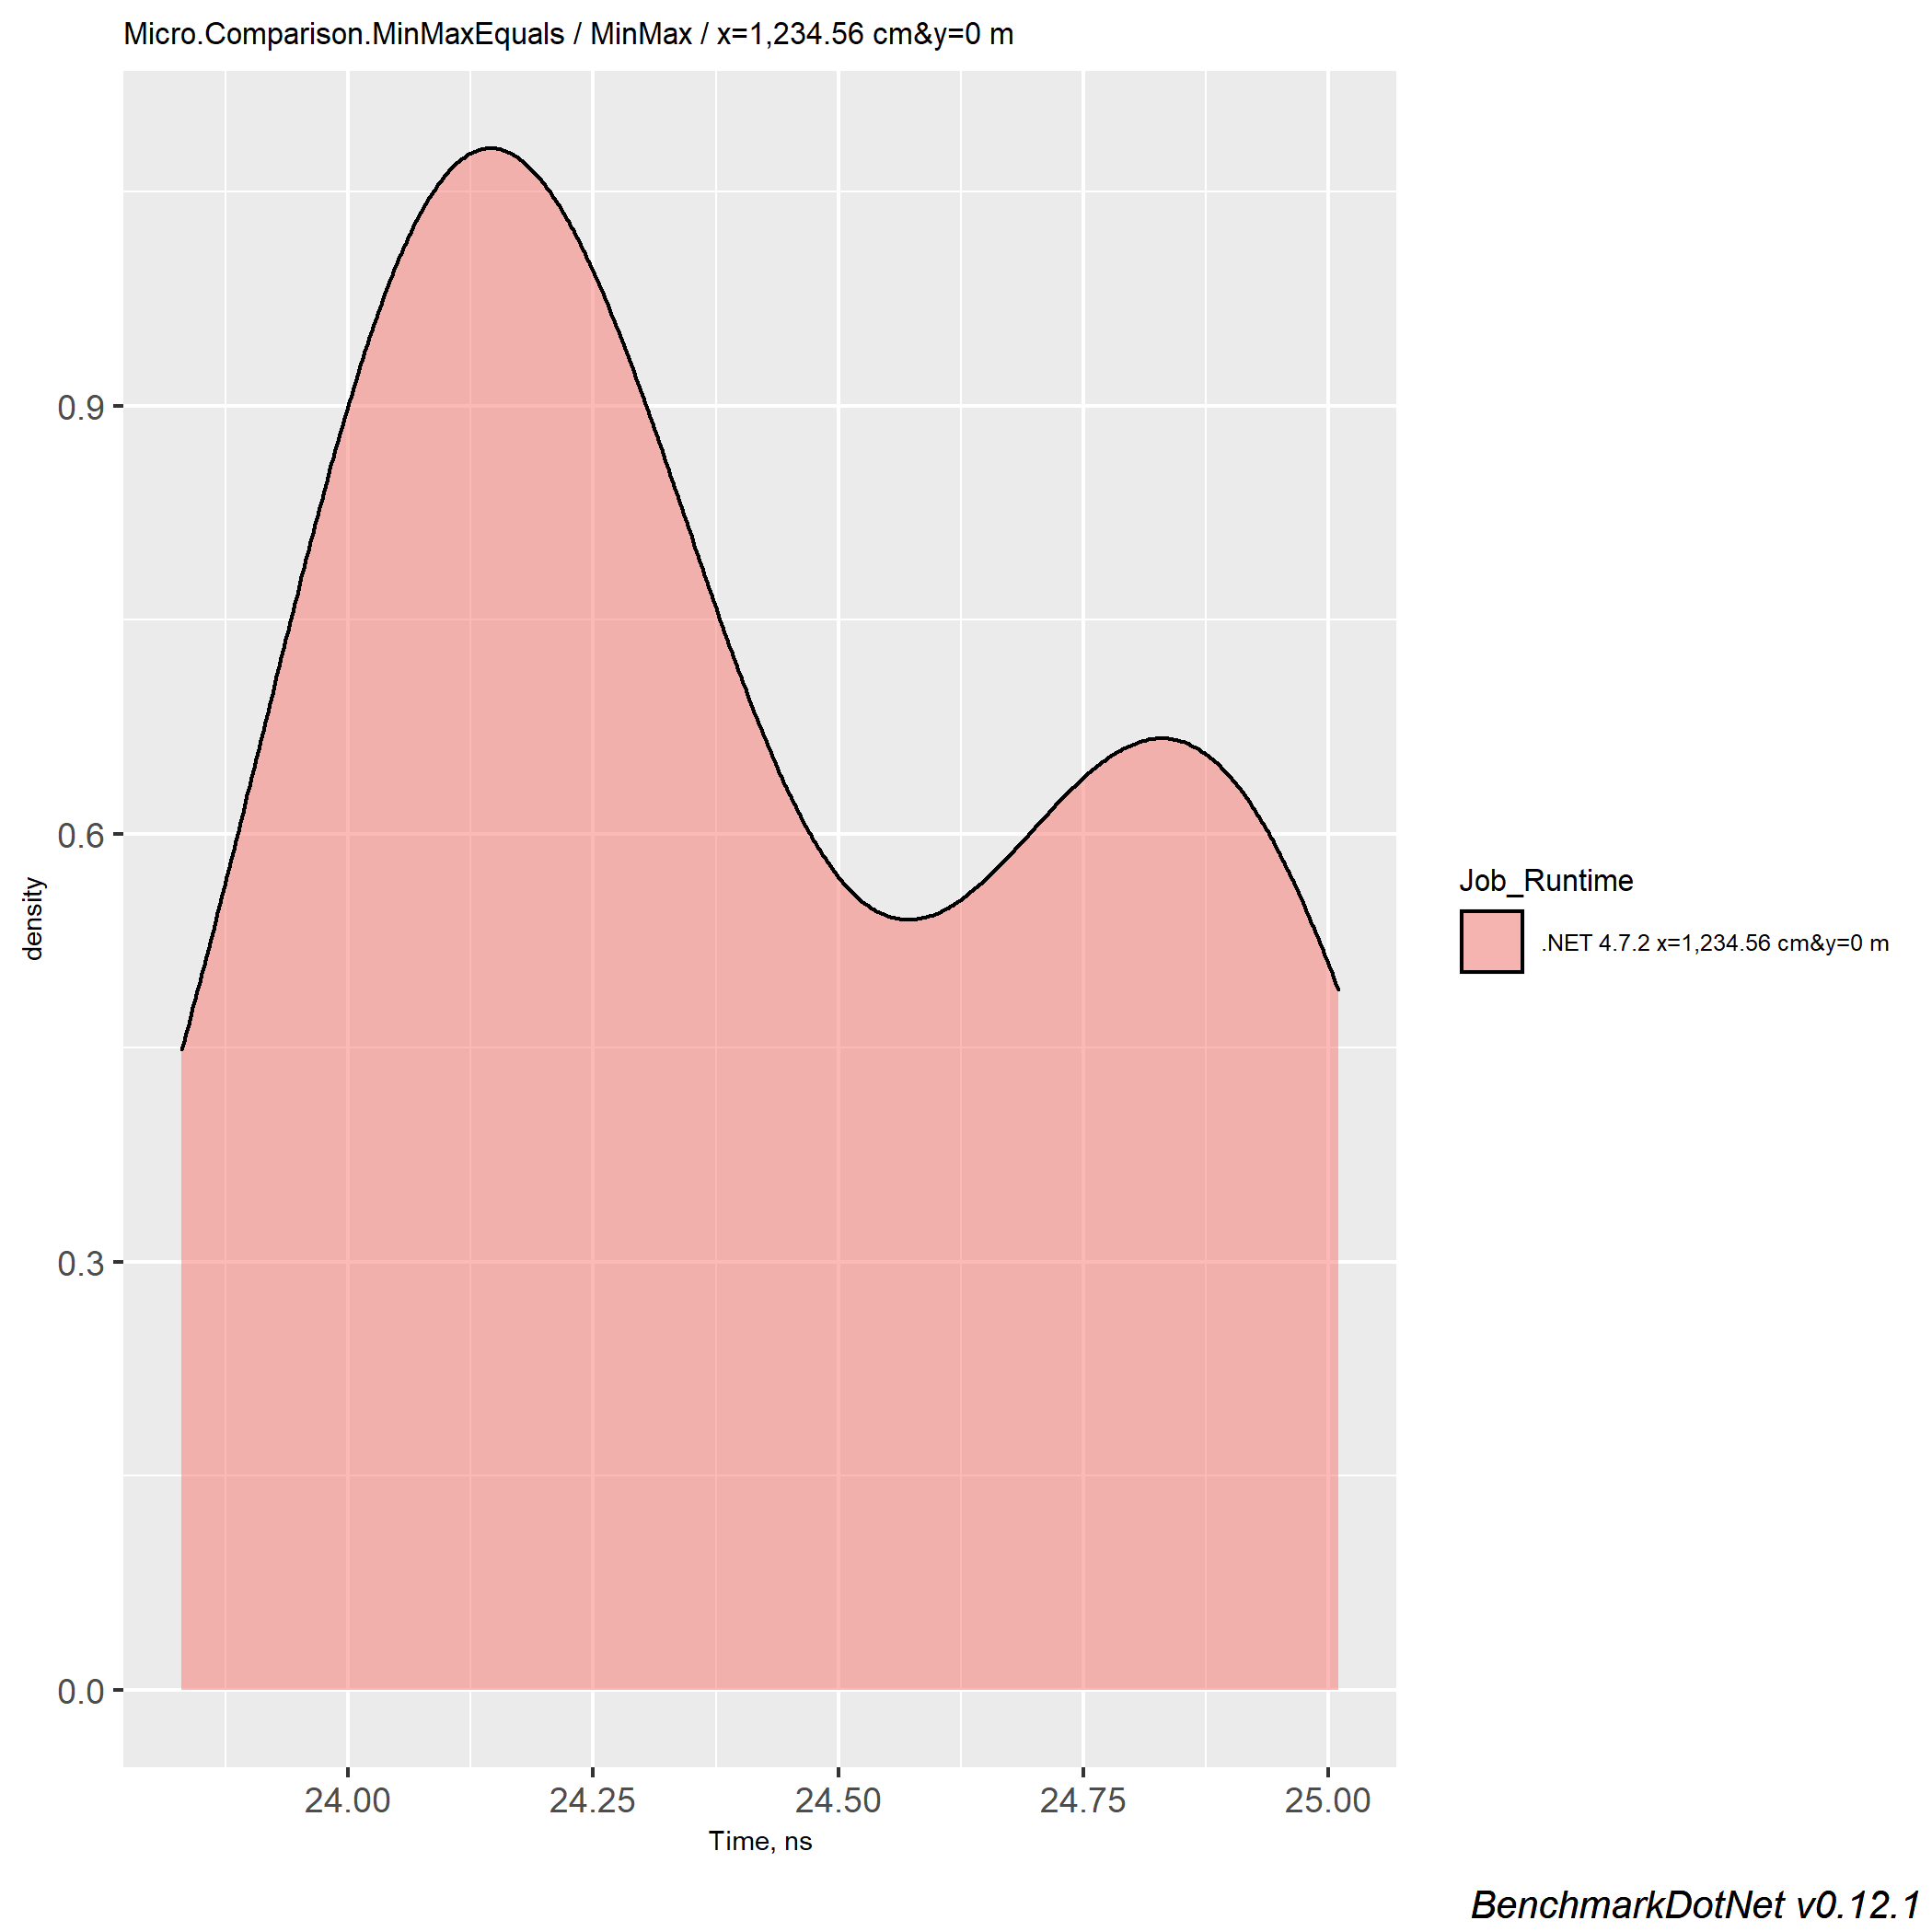 Micro.Comparison.MinMaxEquals / MinMax / x=1,234.56 cm&y=0 m
0.9
0.6
0.3
0.0
density
24.00 24.25 24.50 24.75 25.00
Time, ns
Job_Runtime
.NET 4.7.2 x=1,234.56 cm&y=0 m
BenchmarkDotNet v0.12.1